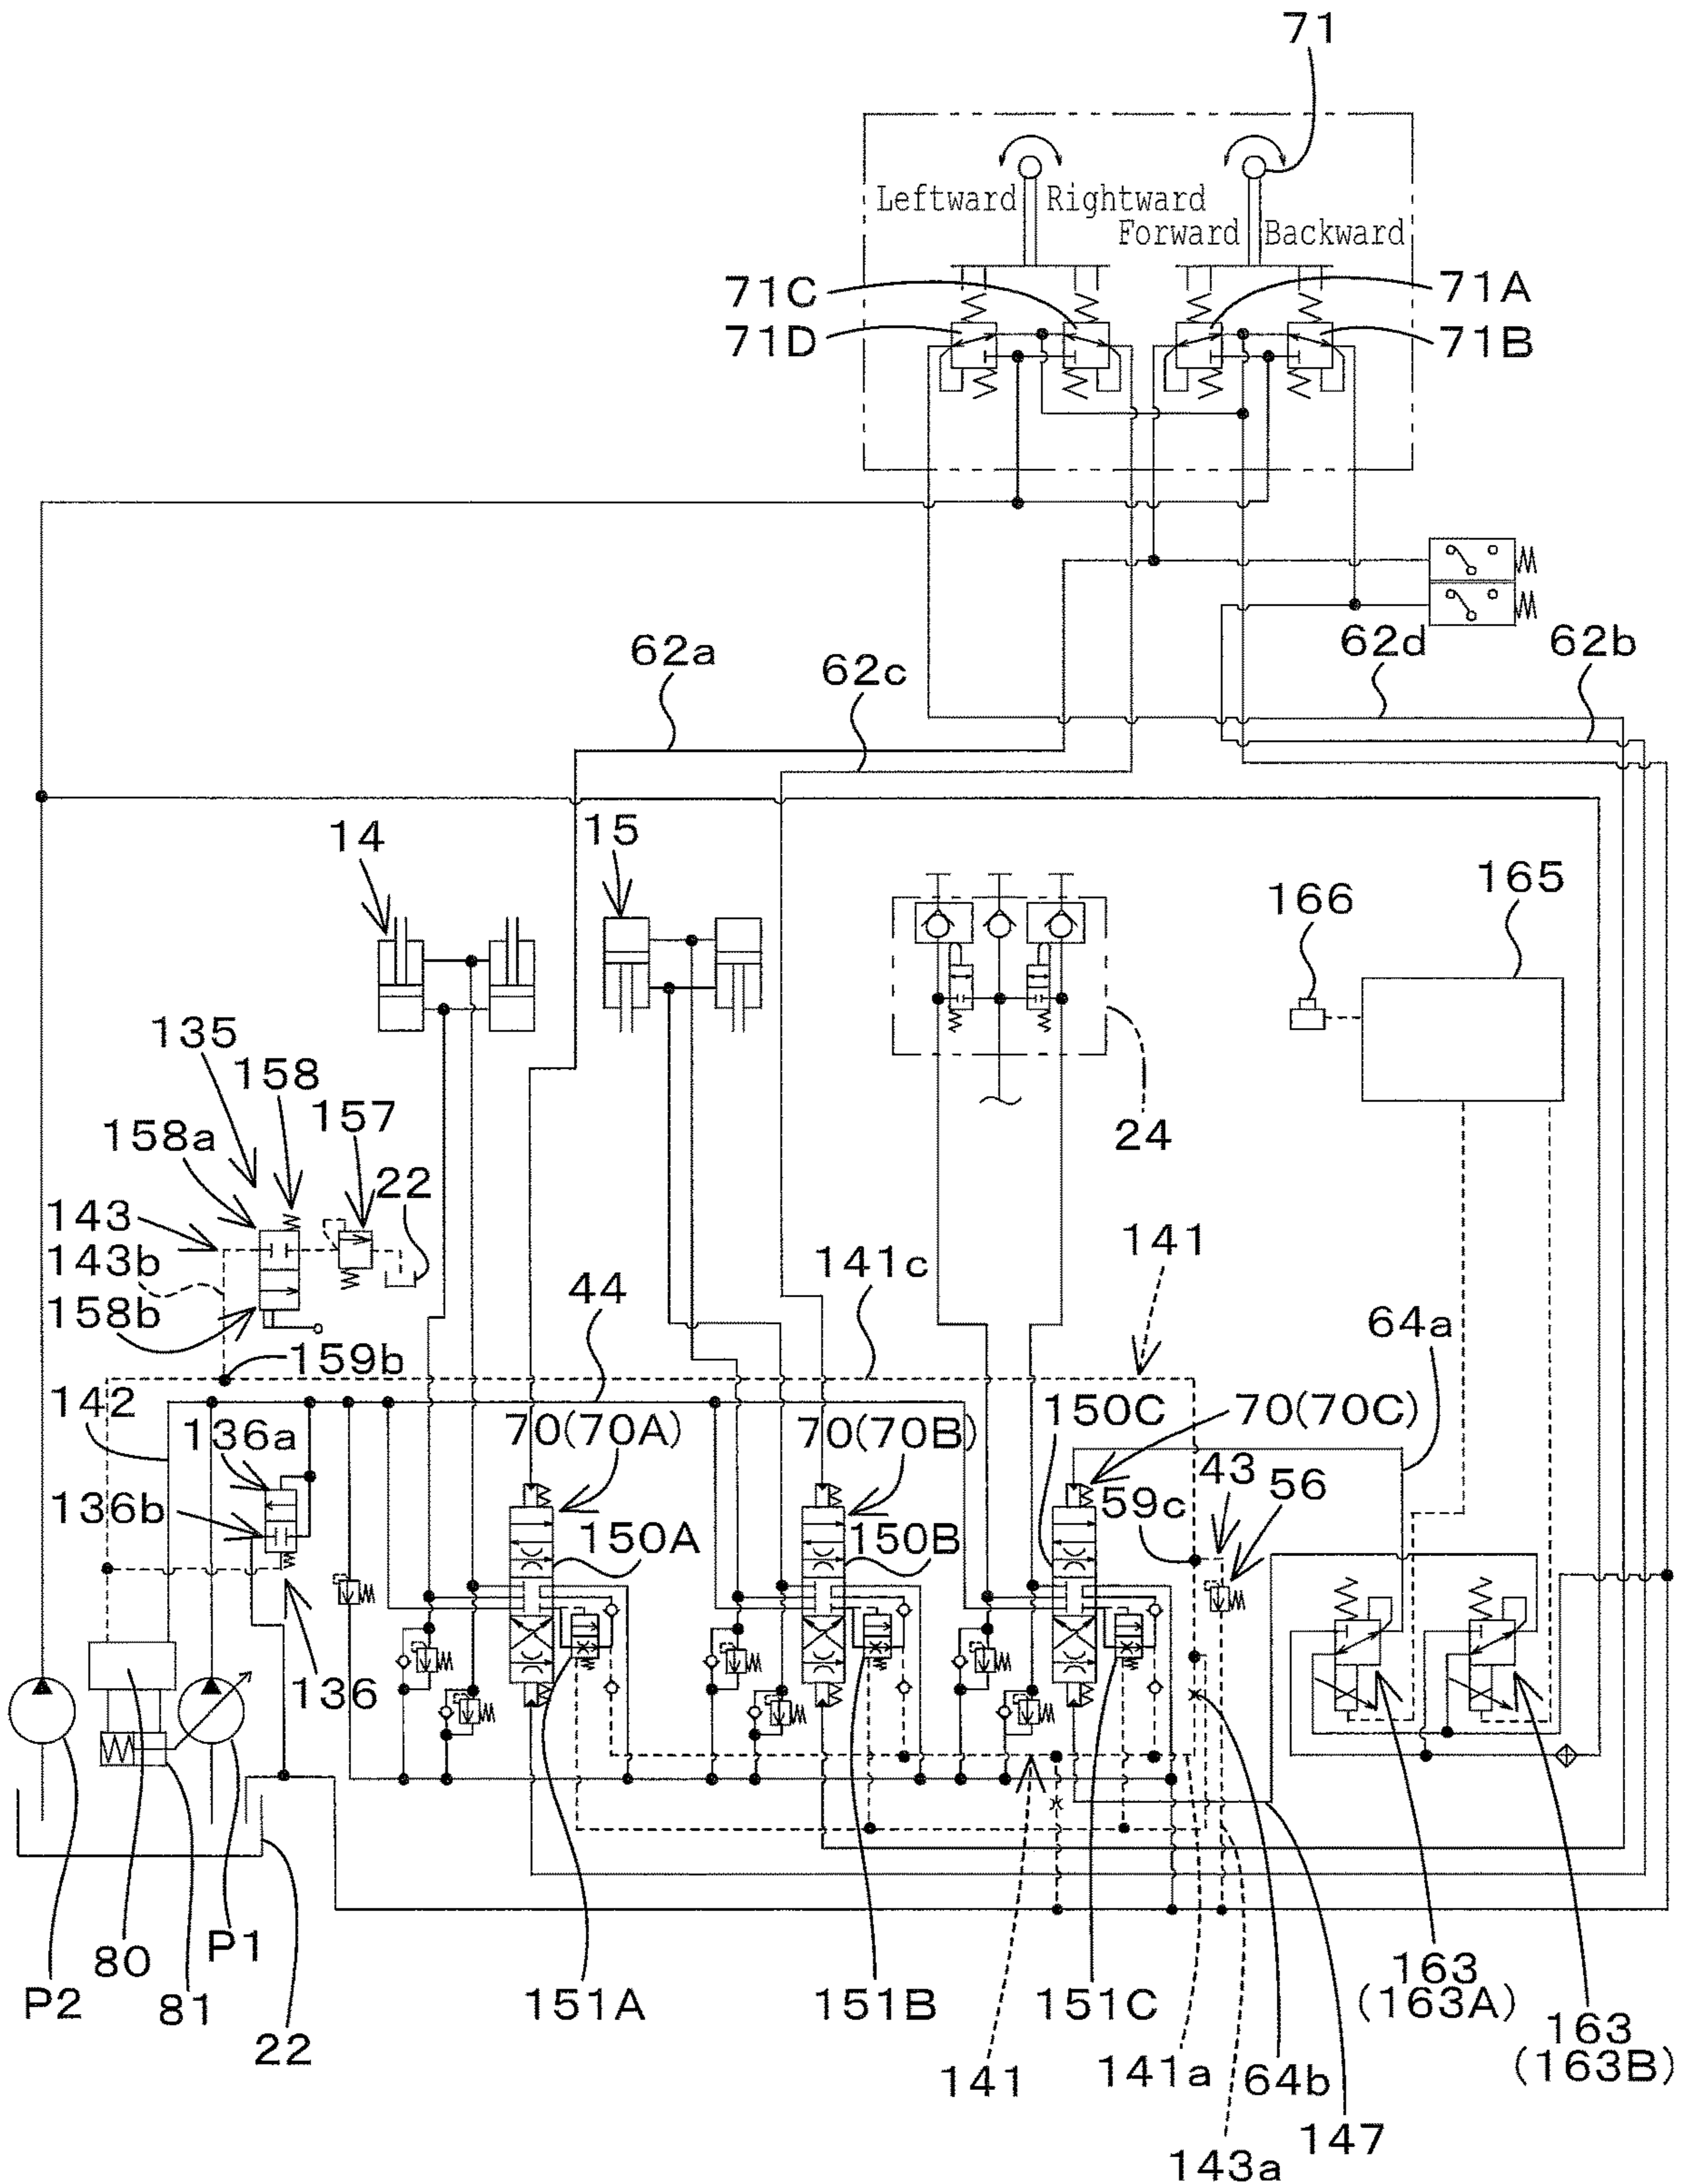 71
Leftward
Rightward
Forward
Backward
71C
71A
71D
71B
62a
62c
62d
62b
14
15
166
165
135
158
157
158a
22
24
143
143b
158b
141c
141
44
64a
159b
142
136a
70(70A)
70(70B)
150C
70(70C)
43
56
136b
59c
150A
150B
136
P1
80
P2
81
22
151A
151B
151C
163
(163A)
163
(163B)
141
141a
64b
147
143a